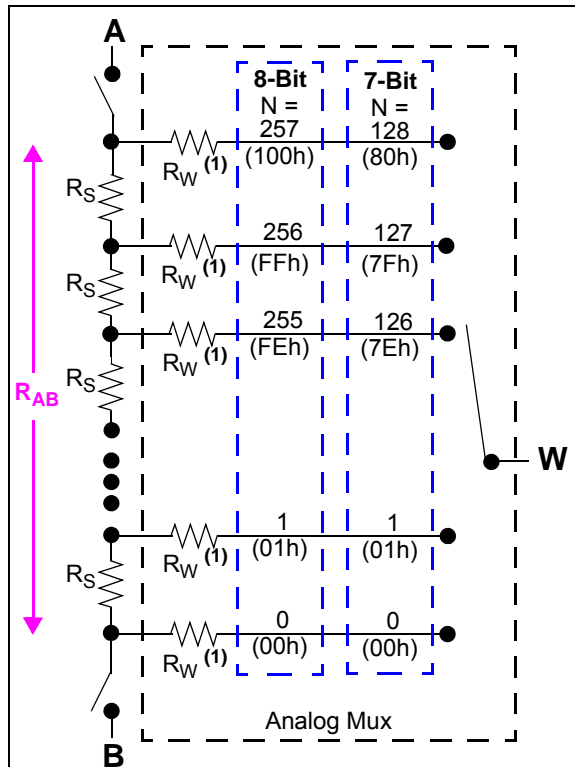 A
8-Bit
N =
7-Bit
N =
257
(100h)
128
(80h)
RW (1)
RS
256
(FFh)
127
(7Fh)
RW (1)
RS
255
(FEh)
126
(7Eh)
RW (1)
RS
RAB
W
1
(01h)
1
(01h)
RW (1)
RS
0
(00h)
0
(00h)
RW (1)
Analog Mux
B